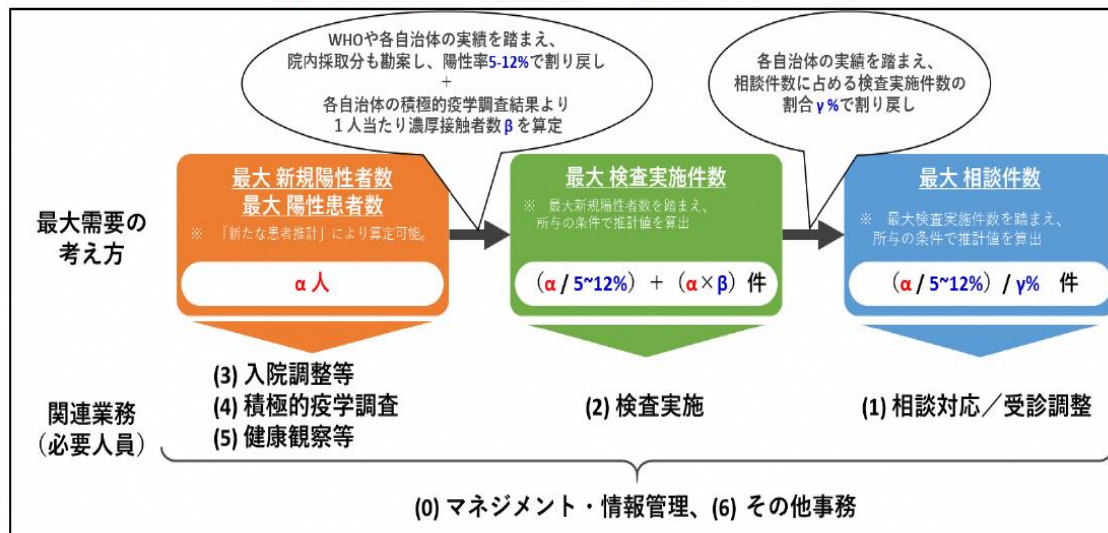 WHOや各自治体の実績を踏まえ、
院内採取分も勘案し、陽性率5-12%で割り戻し
+
各自治体の積極的疫学調査結果より
1人当たり濃厚接触者数 β を算定
各自治体の実績を踏まえ、
相談件数に占める検査実施件数の
割合 γ %で割り戻し
最大需要の
考え方
最大 新規陽性者数
最大 陽性患者数
※ 「新たな患者推計」により算定可能。
α 人
最大 検査実施件数
※ 最大新規陽性者数を踏まえ、
所与の条件で推計値を算出
(α / 5~12%) + (α×β) 件
最大 相談件数
※ 最大検査実施件数を踏まえ、
所与の条件で推計値を算出
(α / 5~12%) / γ% 件
関連業務
(必要人員)
(3) 入院調整等
(4) 積極的疫学調査
(5) 健康観察等
(2) 検査実施
(1) 相談対応／受診調整
(0) マネジメント・情報管理、(6) その他事務